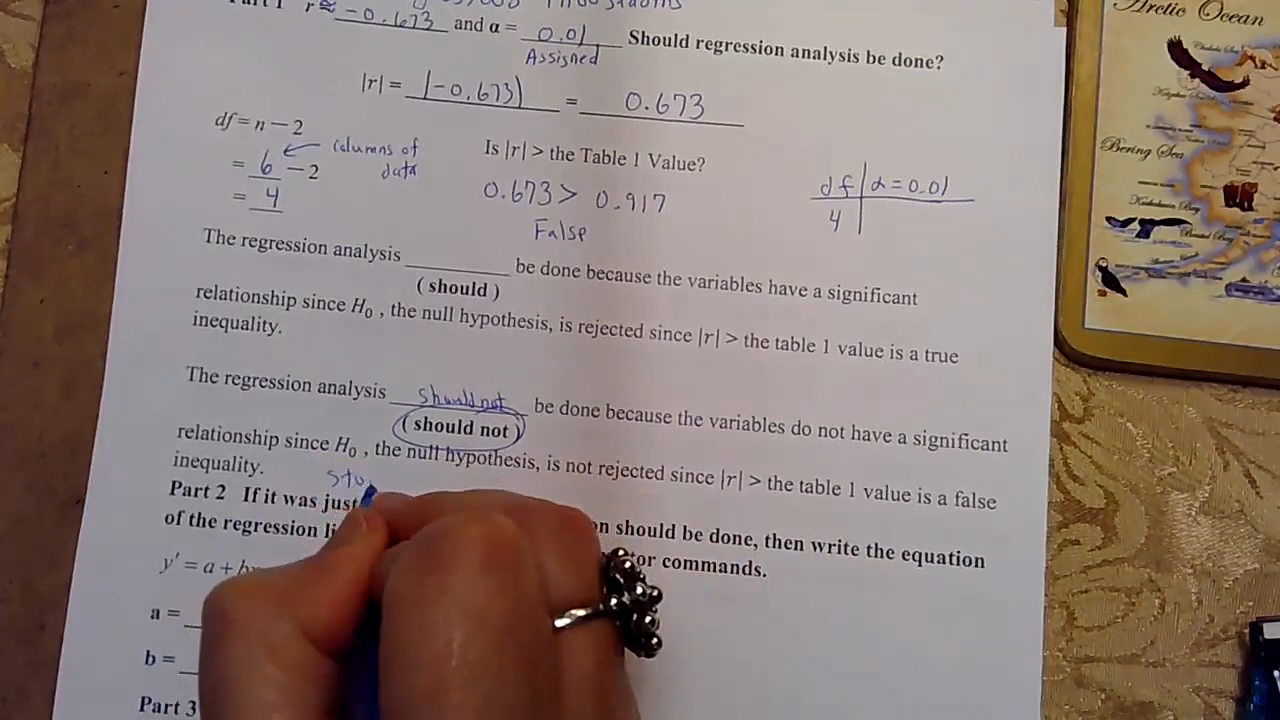 r ≈ -0.673 and α = 0.01 Should regression analysis be done?
Assigned
|r| = |-0.673| = 0.673
df = n - 2
= 6 - 2 columns of data
= 4
Is |r| > the Table 1 Value?
0.673 > 0.917
False
df α = 0.01
4
The regression analysis ________ be done because the variables have a significant
( should )
relationship since H₀ , the null hypothesis, is rejected since |r| > the table 1 value is a true
inequality.
The regression analysis should not be done because the variables do not have a significant
( should not )
relationship since H₀ , the null hypothesis, is not rejected since |r| > the table 1 value is a false
inequality.
Sto
Part 2 If it was just should be done, then write the equation
of the regression commands.
y' = a +
a =
b =
Part 3
Arctic Ocean
Bering Sea